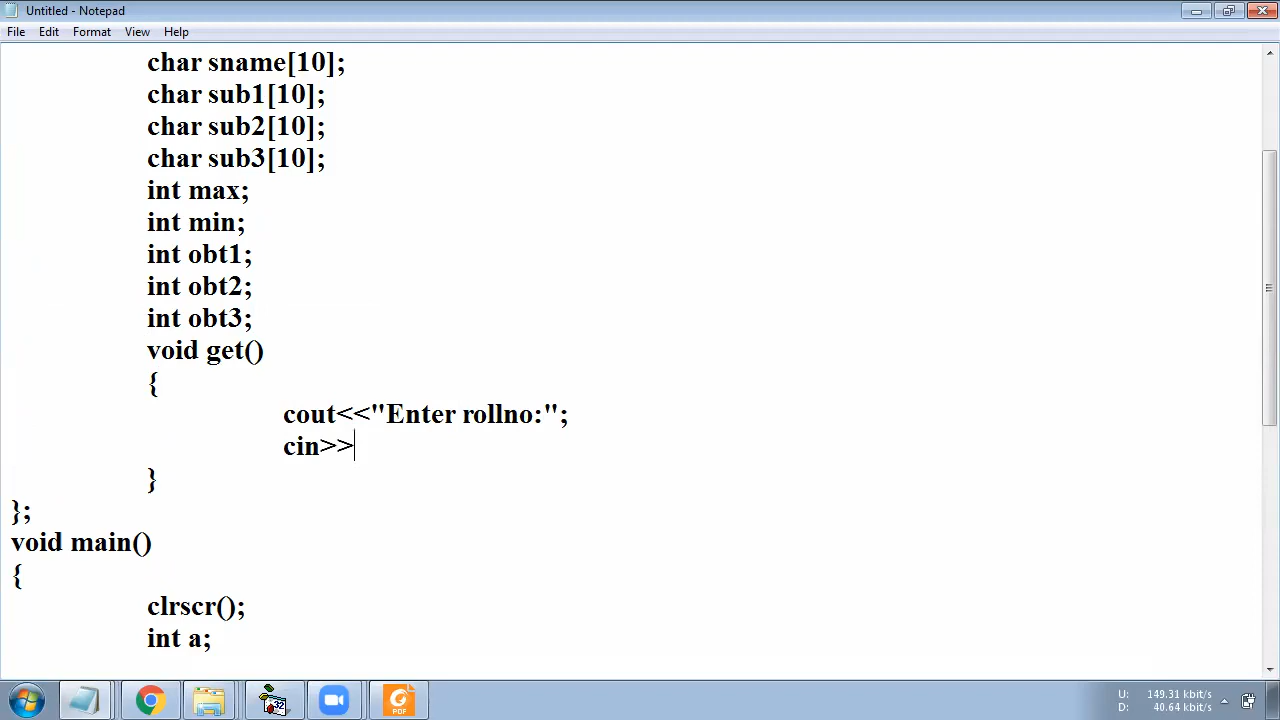 Untitled - Notepad
File Edit Format View Help
char sname[10];
char sub1[10];
char sub2[10];
char sub3[10];
int max;
int min;
int obt1;
int obt2;
int obt3;
void get()
{
cout<<"Enter rollno:";
cin>>
}
};
void main()
{
clrscr();
int a;
32
PDF
U: 149.31 kbit/s
D: 40.64 kbit/s